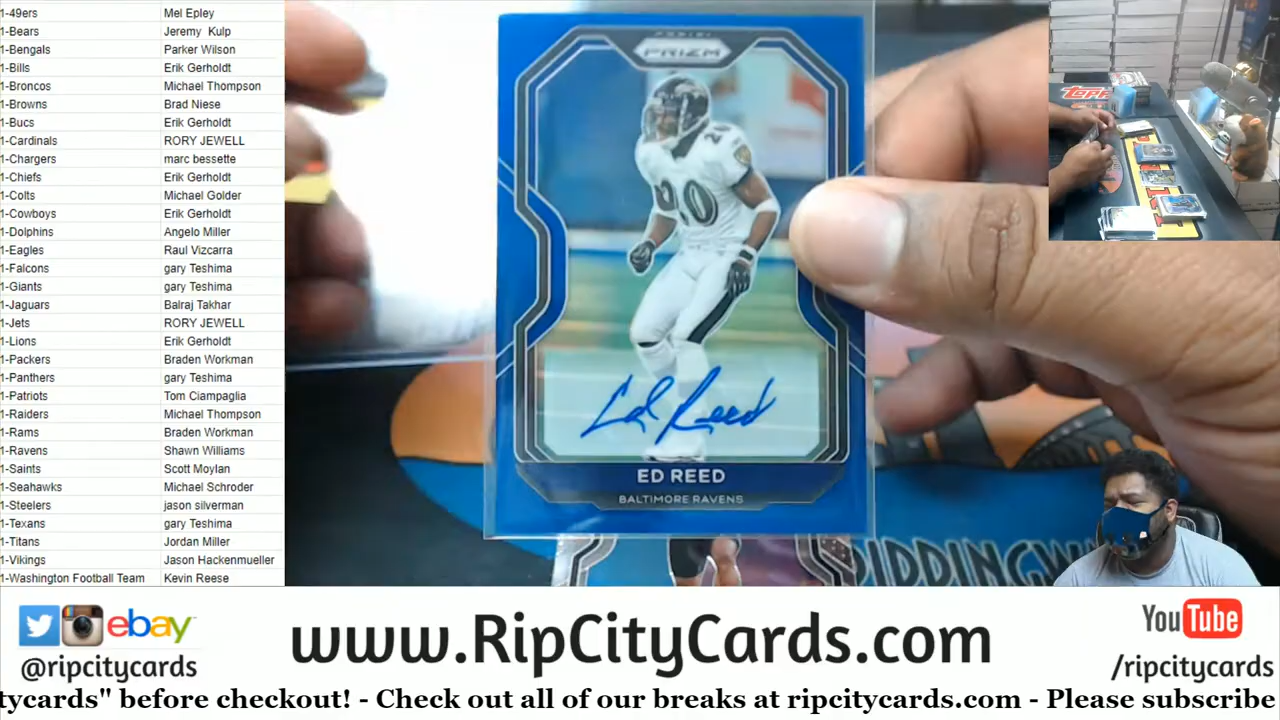 1-49ers Mel Epley
1-Bears Jeremy Kulp
1-Bengals Parker Wilson
1-Bills Erik Gerholdt
1-Broncos Michael Thompson
1-Browns Brad Niese
1-Bucs Erik Gerholdt
1-Cardinals RORY JEWELL
1-Chargers marc bessette
1-Chiefs Erik Gerholdt
1-Colts Michael Golder
1-Cowboys Erik Gerholdt
1-Dolphins Angelo Miller
1-Eagles Raul Vizcarra
1-Falcons gary Teshima
1-Giants gary Teshima
1-Jaguars Balraj Takhar
1-Jets RORY JEWELL
1-Lions Erik Gerholdt
1-Packers Braden Workman
1-Panthers gary Teshima
1-Patriots Tom Ciampaglia
1-Raiders Michael Thompson
1-Rams Braden Workman
1-Ravens Shawn Williams
1-Saints Scott Moylan
1-Seahawks Michael Schroder
1-Steelers jason silverman
1-Texans gary Teshima
1-Titans Jordan Miller
1-Vikings Jason Hackenmueller
1-Washington Football Team Kevin Reese
PANINI
PRIZM
20
20
Ed Reed
ED REED
BALTIMORE RAVENS
TOPPS
ebay
@ripcitycards
www.RipCityCards.com
YouTube
/ripcitycards
tycards" before checkout! - Check out all of our breaks at ripcitycards.com - Please subscribe